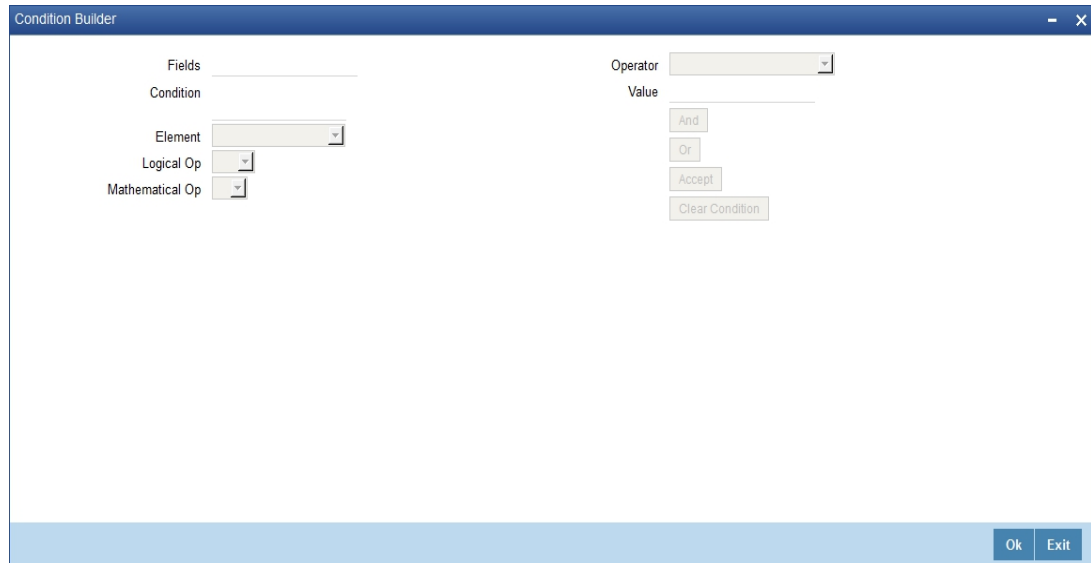 Condition Builder
Fields
Condition
Element
Logical Op
Mathematical Op
Operator
Value
And
Or
Accept
Clear Condition
Ok
Exit